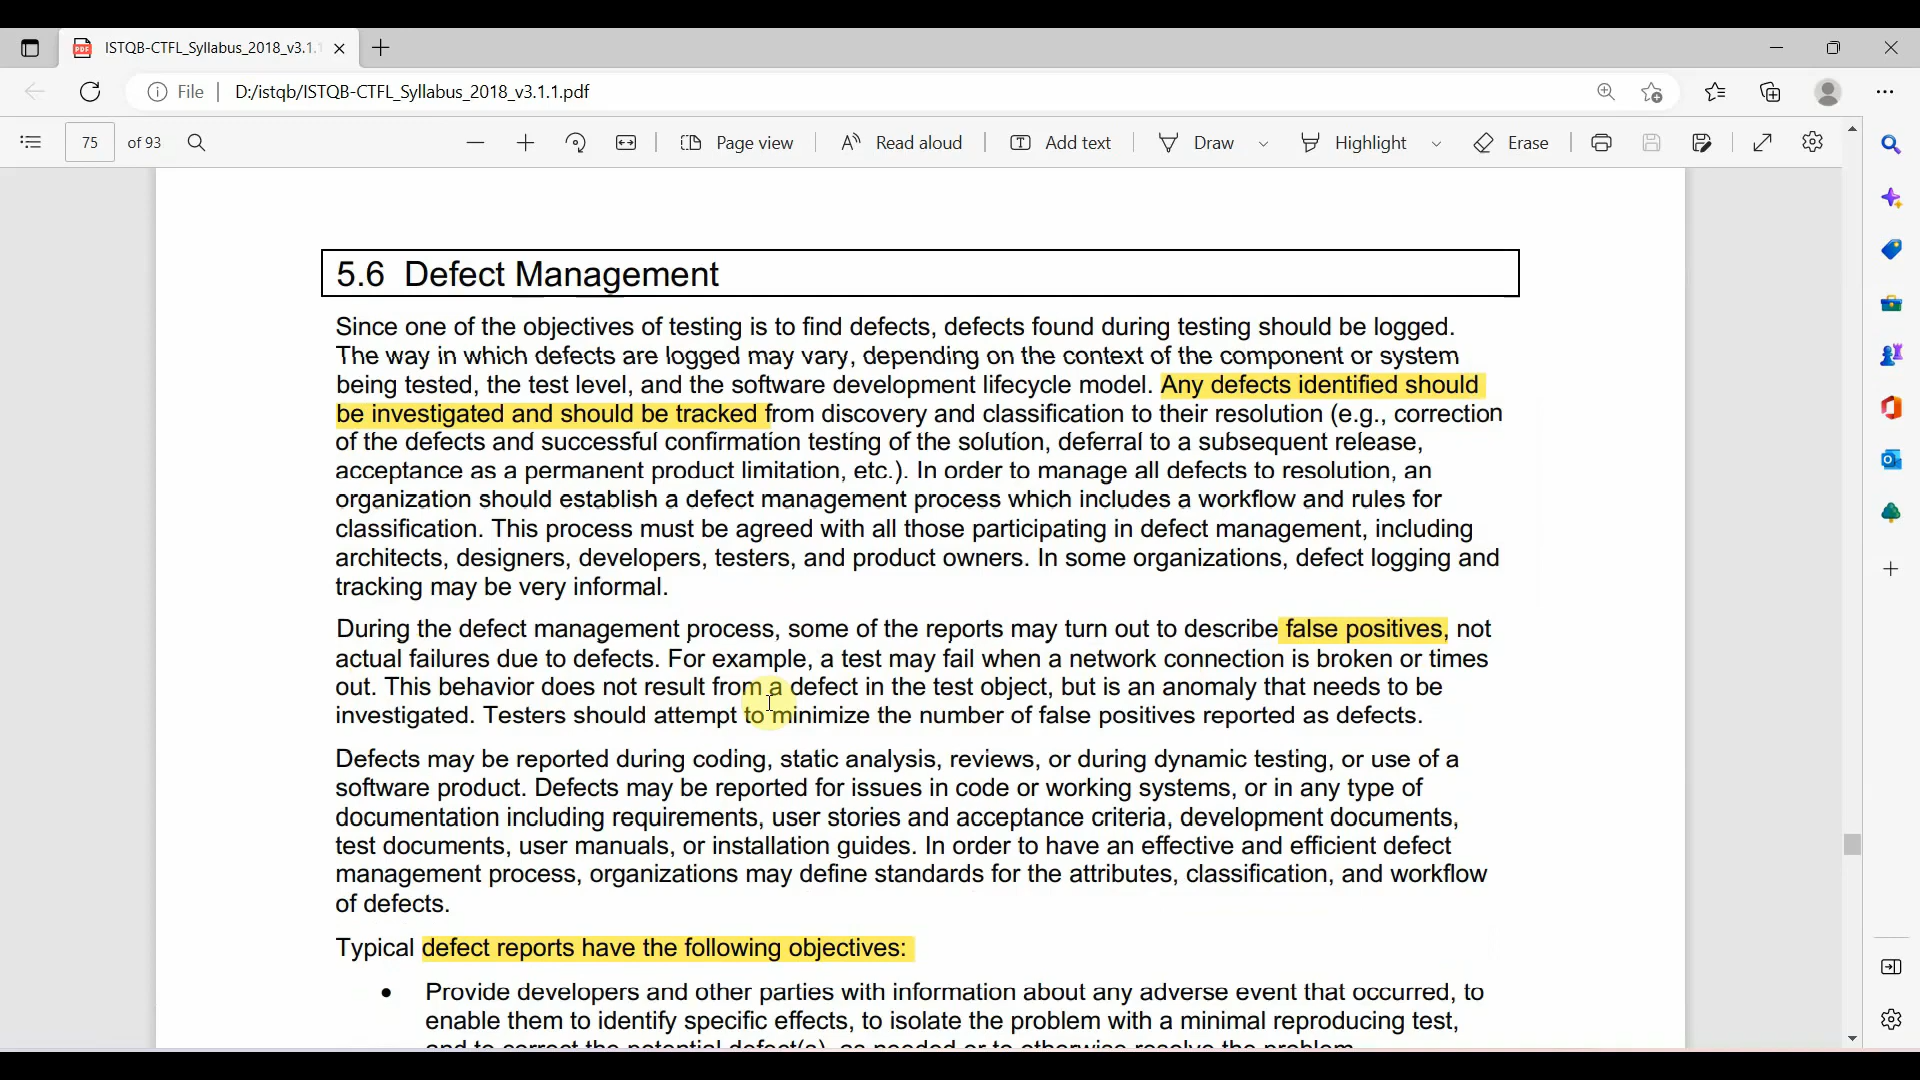 ISTQB-CTFL_Syllabus_2018_v3.1.1
File
D:/istqb/ISTQB-CTFL_Syllabus_2018_v3.1.1.pdf
75 of 93
Page view
Read aloud
Add text
Draw
Highlight
Erase
5.6 Defect Management
Since one of the objectives of testing is to find defects, defects found during testing should be logged.
The way in which defects are logged may vary, depending on the context of the component or system
being tested, the test level, and the software development lifecycle model. Any defects identified should
be investigated and should be tracked from discovery and classification to their resolution (e.g., correction
of the defects and successful confirmation testing of the solution, deferral to a subsequent release,
acceptance as a permanent product limitation, etc.). In order to manage all defects to resolution, an
organization should establish a defect management process which includes a workflow and rules for
classification. This process must be agreed with all those participating in defect management, including
architects, designers, developers, testers, and product owners. In some organizations, defect logging and
tracking may be very informal.
During the defect management process, some of the reports may turn out to describe false positives, not
actual failures due to defects. For example, a test may fail when a network connection is broken or times
out. This behavior does not result from a defect in the test object, but is an anomaly that needs to be
investigated. Testers should attempt to minimize the number of false positives reported as defects.
Defects may be reported during coding, static analysis, reviews, or during dynamic testing, or use of a
software product. Defects may be reported for issues in code or working systems, or in any type of
documentation including requirements, user stories and acceptance criteria, development documents,
test documents, user manuals, or installation guides. In order to have an effective and efficient defect
management process, organizations may define standards for the attributes, classification, and workflow
of defects.
Typical defect reports have the following objectives:
• Provide developers and other parties with information about any adverse event that occurred, to
enable them to identify specific effects, to isolate the problem with a minimal reproducing test,
and to correct the potential defect(s), as needed or to otherwise resolve the problem